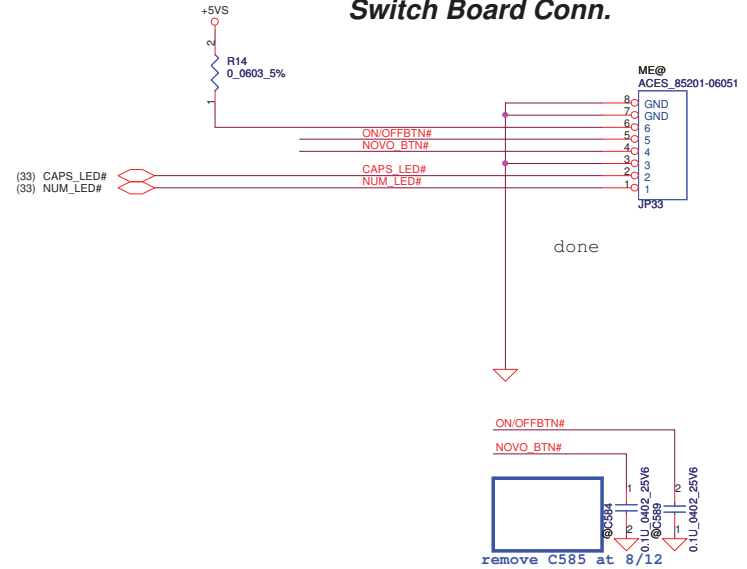 +5VS
Switch Board Conn.
2
R14
0_0603_5%
1
ME@
ACES_85201-06051
8 GND
7 GND
6 6
ON/OFFBTN# 5 5
NOVO_BTN# 4 4
3 3
(33) CAPS_LED# CAPS_LED# 2 2
(33) NUM_LED# NUM_LED# 1 1
JP33
done
ON/OFFBTN#
NOVO_BTN#
1
2
@C584
0.1U_0402_25V6
2
1
@C589
0.1U_0402_25V6
remove C585 at 8/12